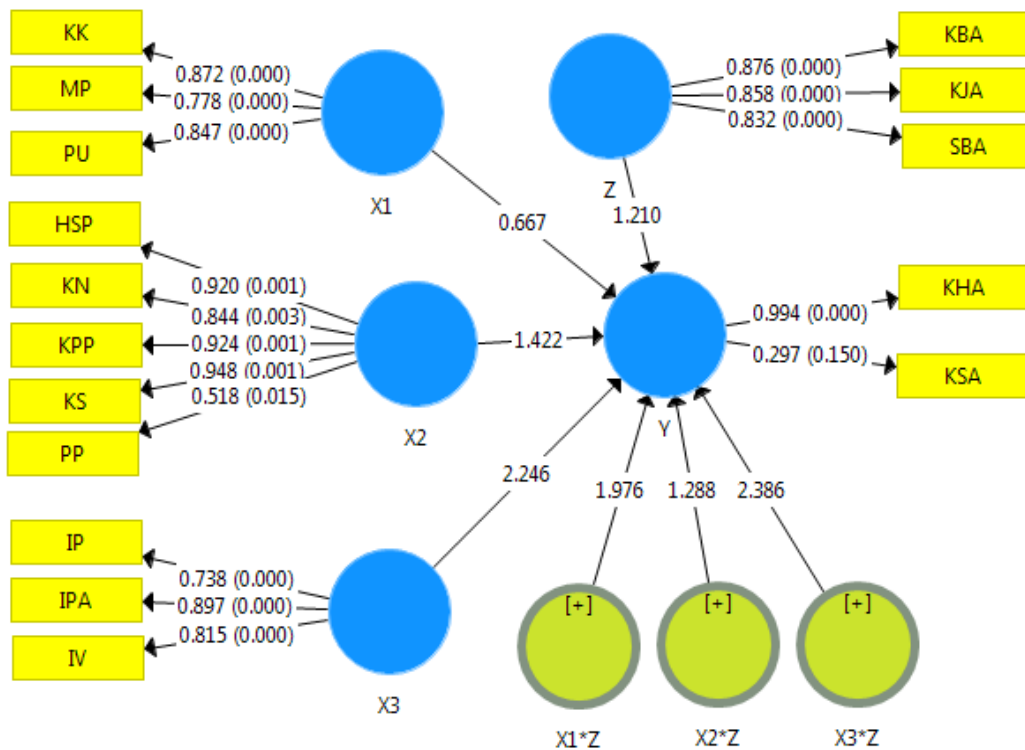 KK
MP
PU
0.872 (0.000)
0.778 (0.000)
0.847 (0.000)
X1
KBA
KJA
SBA
0.876 (0.000)
0.858 (0.000)
0.832 (0.000)
Z
0.667
1.210
HSP
KN
KPP
KS
PP
0.920 (0.001)
0.844 (0.003)
0.924 (0.001)
0.948 (0.001)
0.518 (0.015)
X2
1.422
Y
KHA
KSA
0.994 (0.000)
0.297 (0.150)
2.246
1.976
1.288
2.386
IP
IPA
IV
0.738 (0.000)
0.897 (0.000)
0.815 (0.000)
X3
[+]
[+]
[+]
X1*Z
X2*Z
X3*Z